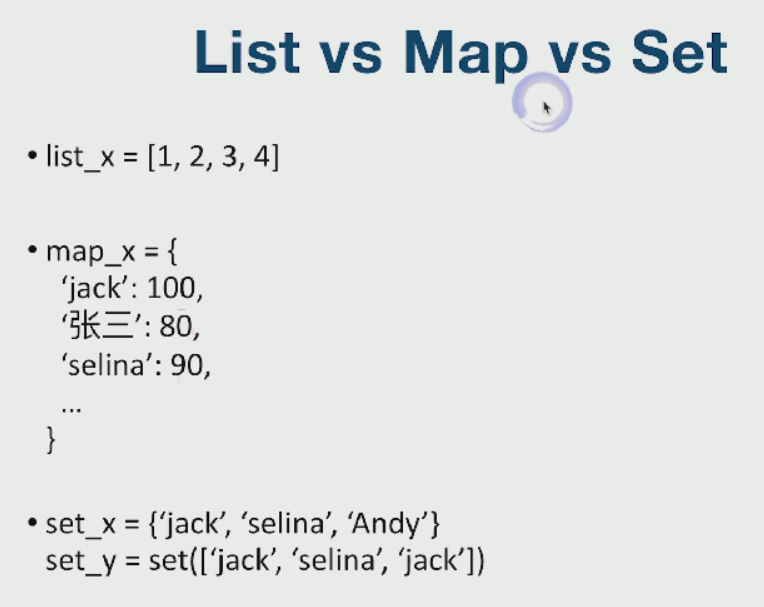 List vs Map vs Set
• list_x = [1, 2, 3, 4]
• map_x = {
‘jack’: 100,
‘张三’: 80,
‘selina’: 90,
...
}
• set_x = {‘jack’, ‘selina’, ‘Andy’}
set_y = set([‘jack’, ‘selina’, ‘jack’])